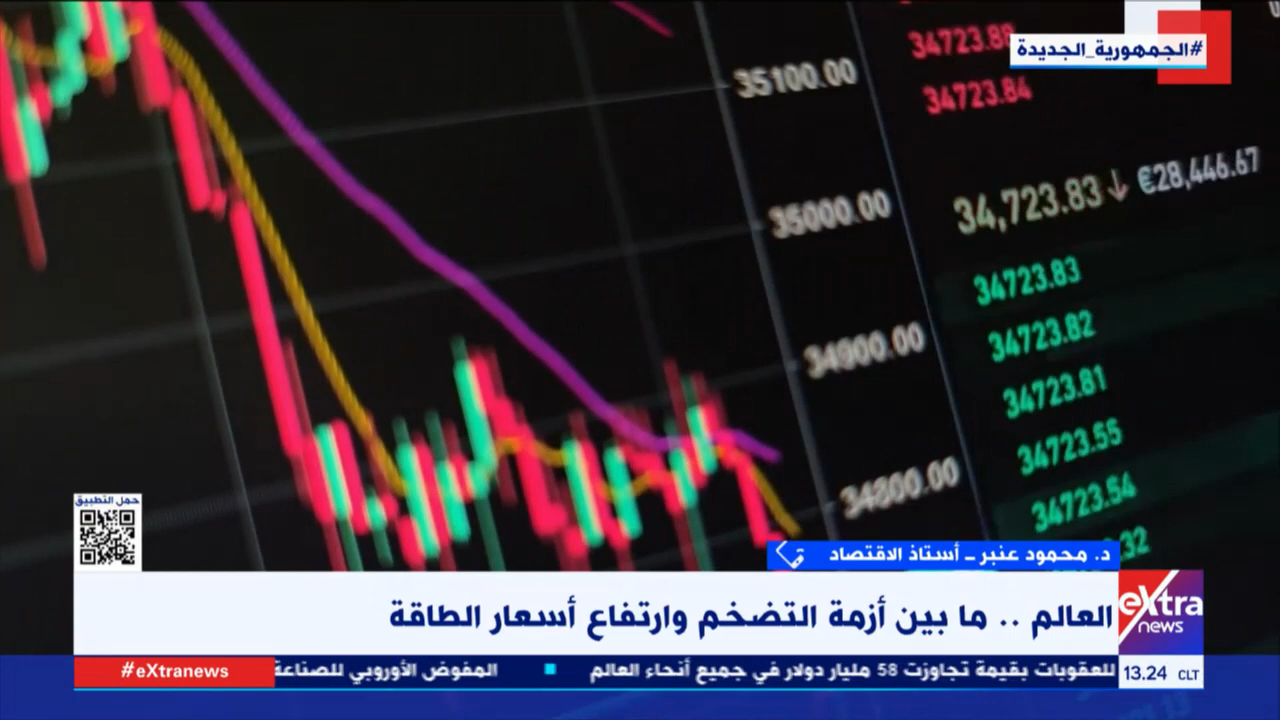 #الجمهورية_الجديدة
34723.88
34723.84
35100.00
34,723.83↓ €28,446.67
35000.00
34723.83
34723.82
34900.00
34723.81
34723.55
34800.00
34723.54
حمل التطبيق
د. محمود عنبر - أستاذ الاقتصاد
العالم .. ما بين أزمة التضخم وارتفاع أسعار الطاقة
eXtra news
للعقوبات بقيمة تجاوزت 58 مليار دولار في جميع أنحاء العالم ■ المفوض الأوروبي للصناعة
#eXtranews
13.24 CLT